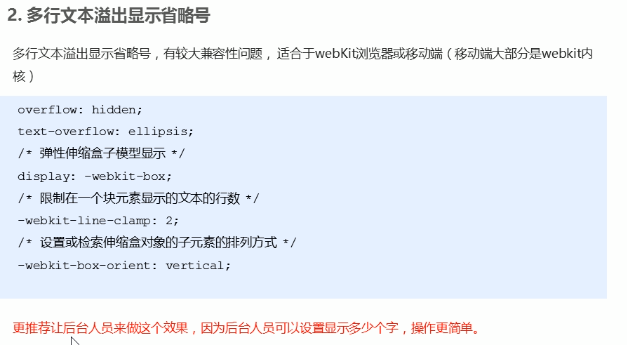 2. 多行文本溢出显示省略号
多行文本溢出显示省略号，有较大兼容性问题， 适合于webKit浏览器或移动端（移动端大部分是webkit内
核）
overflow: hidden;
text-overflow: ellipsis;
/* 弹性伸缩盒子模型显示 */
display: -webkit-box;
/* 限制在一个块元素显示的文本的行数 */
-webkit-line-clamp: 2;
/* 设置或检索伸缩盒对象的子元素的排列方式 */
-webkit-box-orient: vertical;
更推荐让后台人员来做这个效果，因为后台人员可以设置显示多少个字，操作更简单。